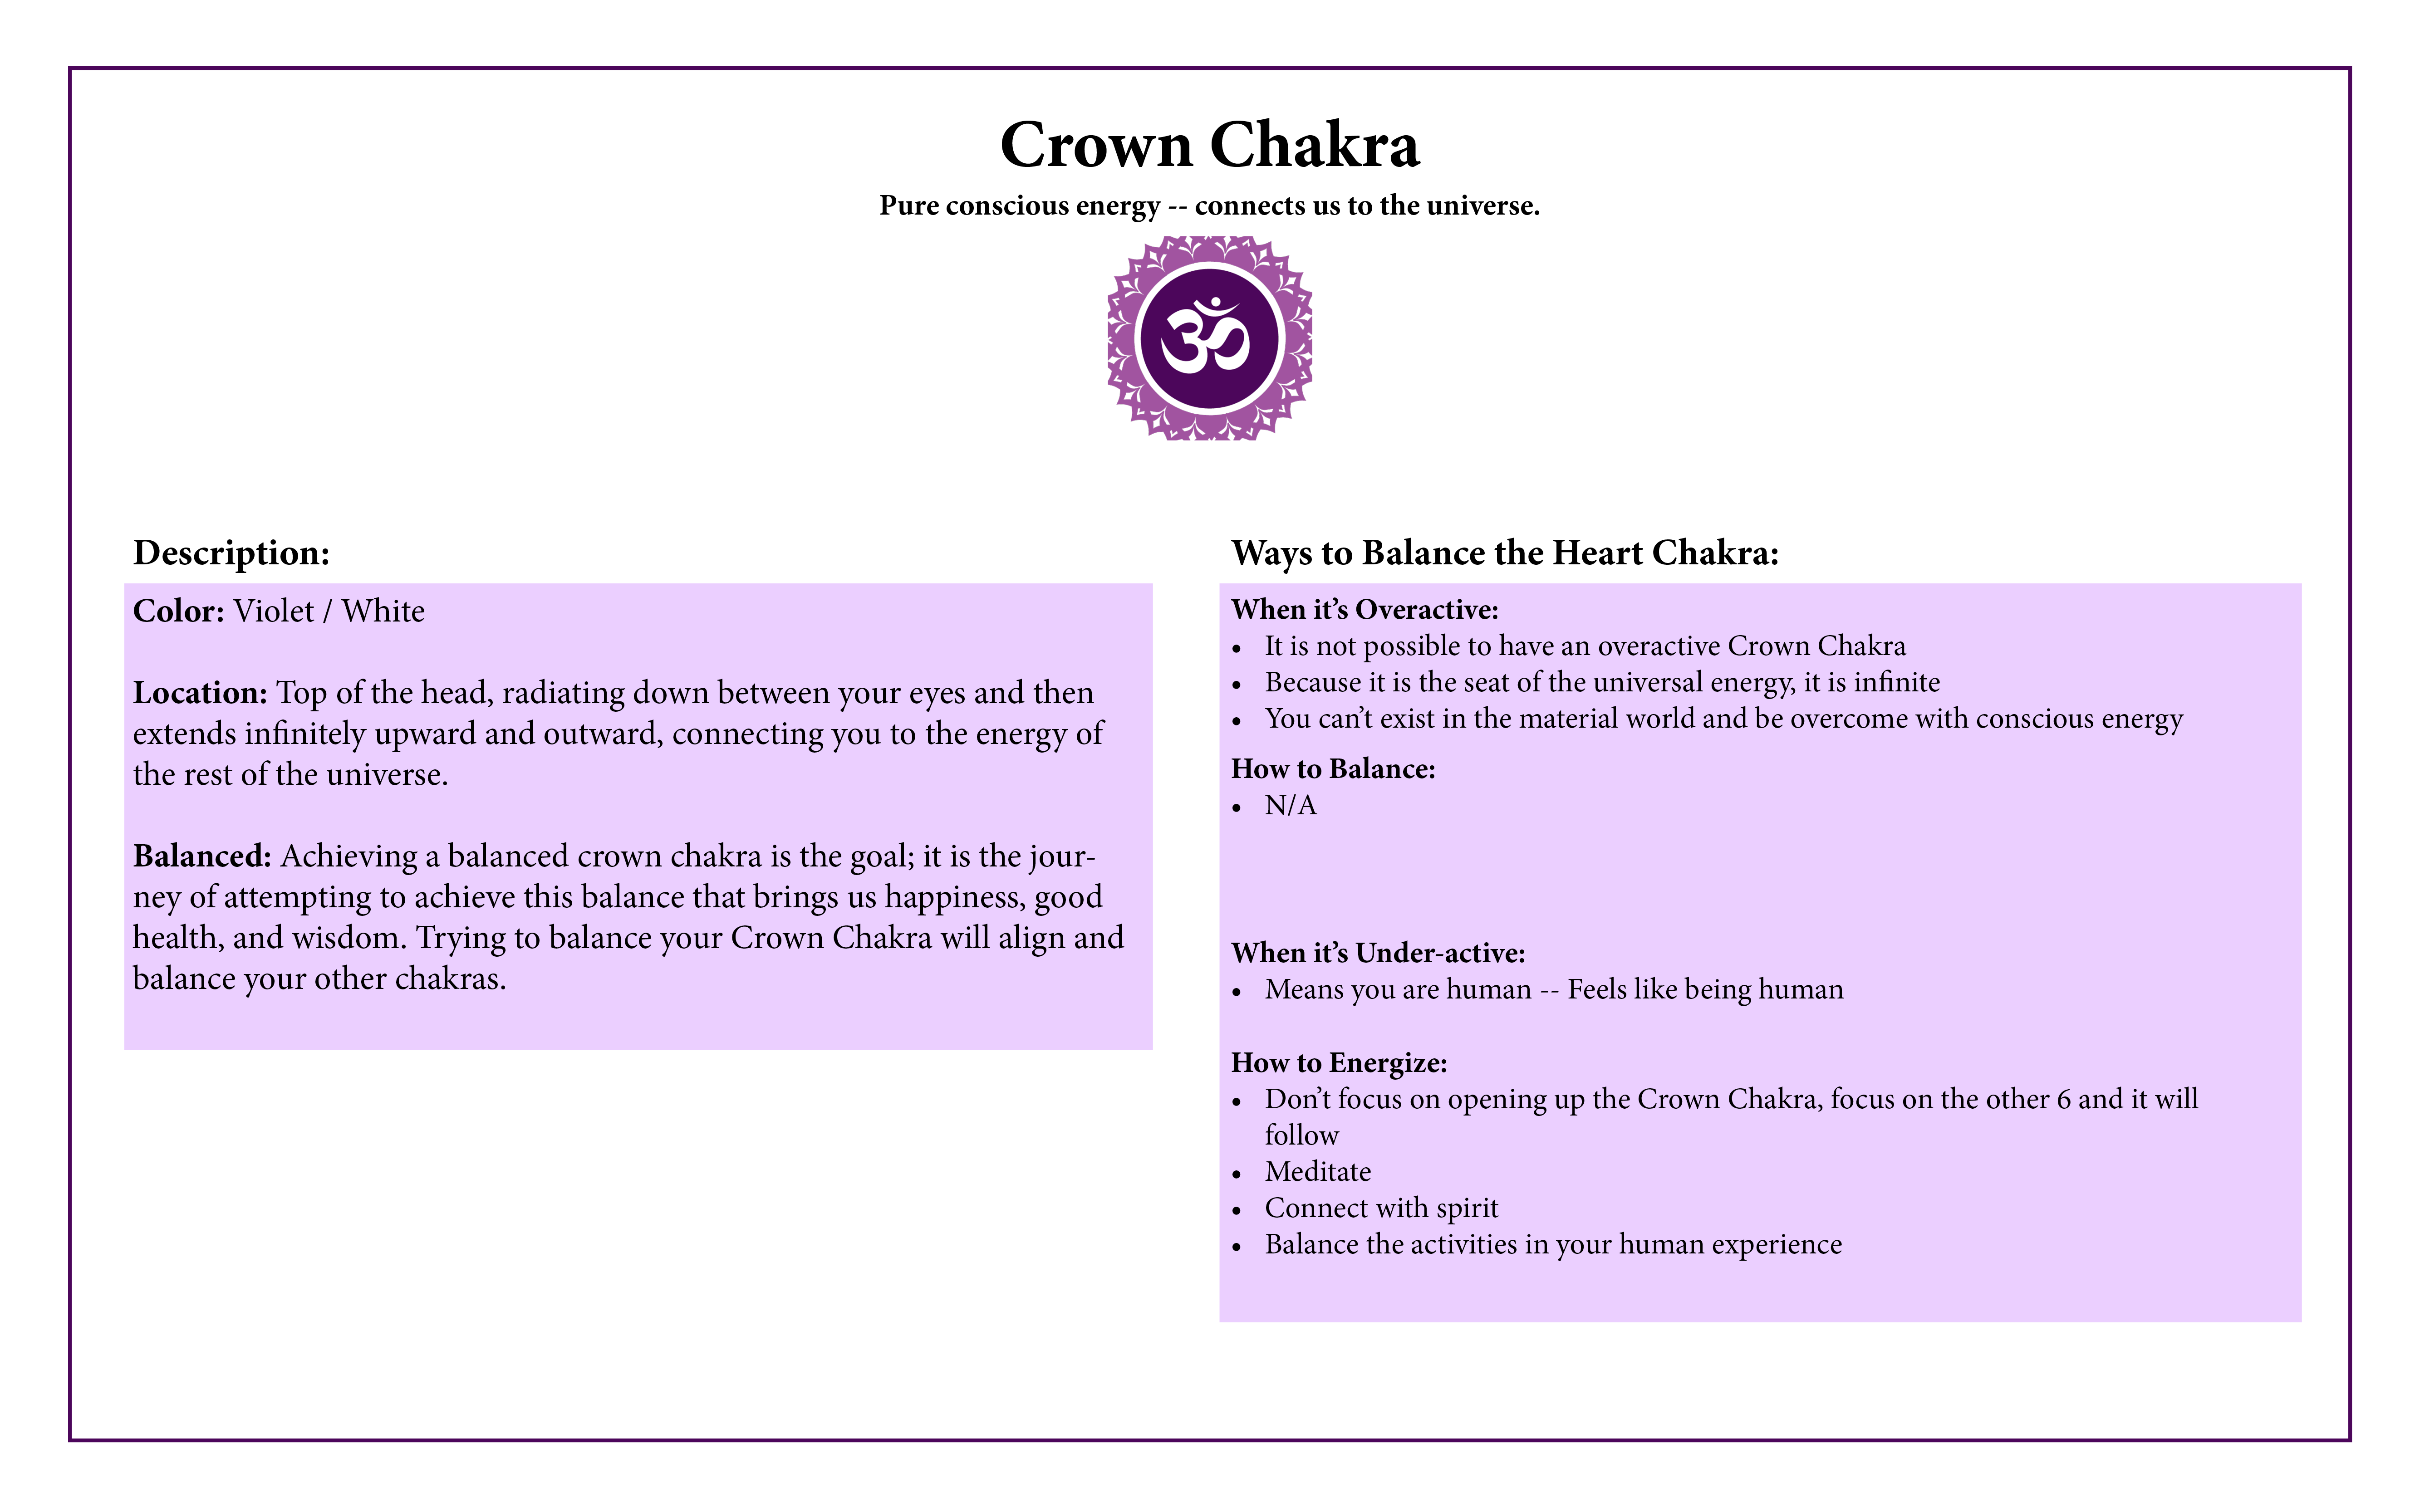 Crown Chakra
Pure conscious energy -- connects us to the universe.
ॐ
Description:
Color: Violet / White
Location: Top of the head, radiating down between your eyes and then
extends infinitely upward and outward, connecting you to the energy of
the rest of the universe.
Balanced: Achieving a balanced crown chakra is the goal; it is the jour-
ney of attempting to achieve this balance that brings us happiness, good
health, and wisdom. Trying to balance your Crown Chakra will align and
balance your other chakras.
Ways to Balance the Heart Chakra:
When it’s Overactive:
• It is not possible to have an overactive Crown Chakra
• Because it is the seat of the universal energy, it is infinite
• You can’t exist in the material world and be overcome with conscious energy
How to Balance:
• N/A
When it’s Under-active:
• Means you are human -- Feels like being human
How to Energize:
• Don’t focus on opening up the Crown Chakra, focus on the other 6 and it will
follow
• Meditate
• Connect with spirit
• Balance the activities in your human experience